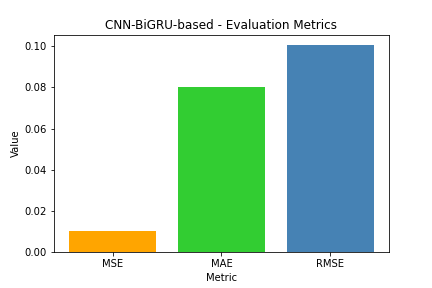 CNN-BiGRU-based - Evaluation Metrics
0.10
0.08
0.06
0.04
0.02
0.00
Value
MSE MAE RMSE
Metric